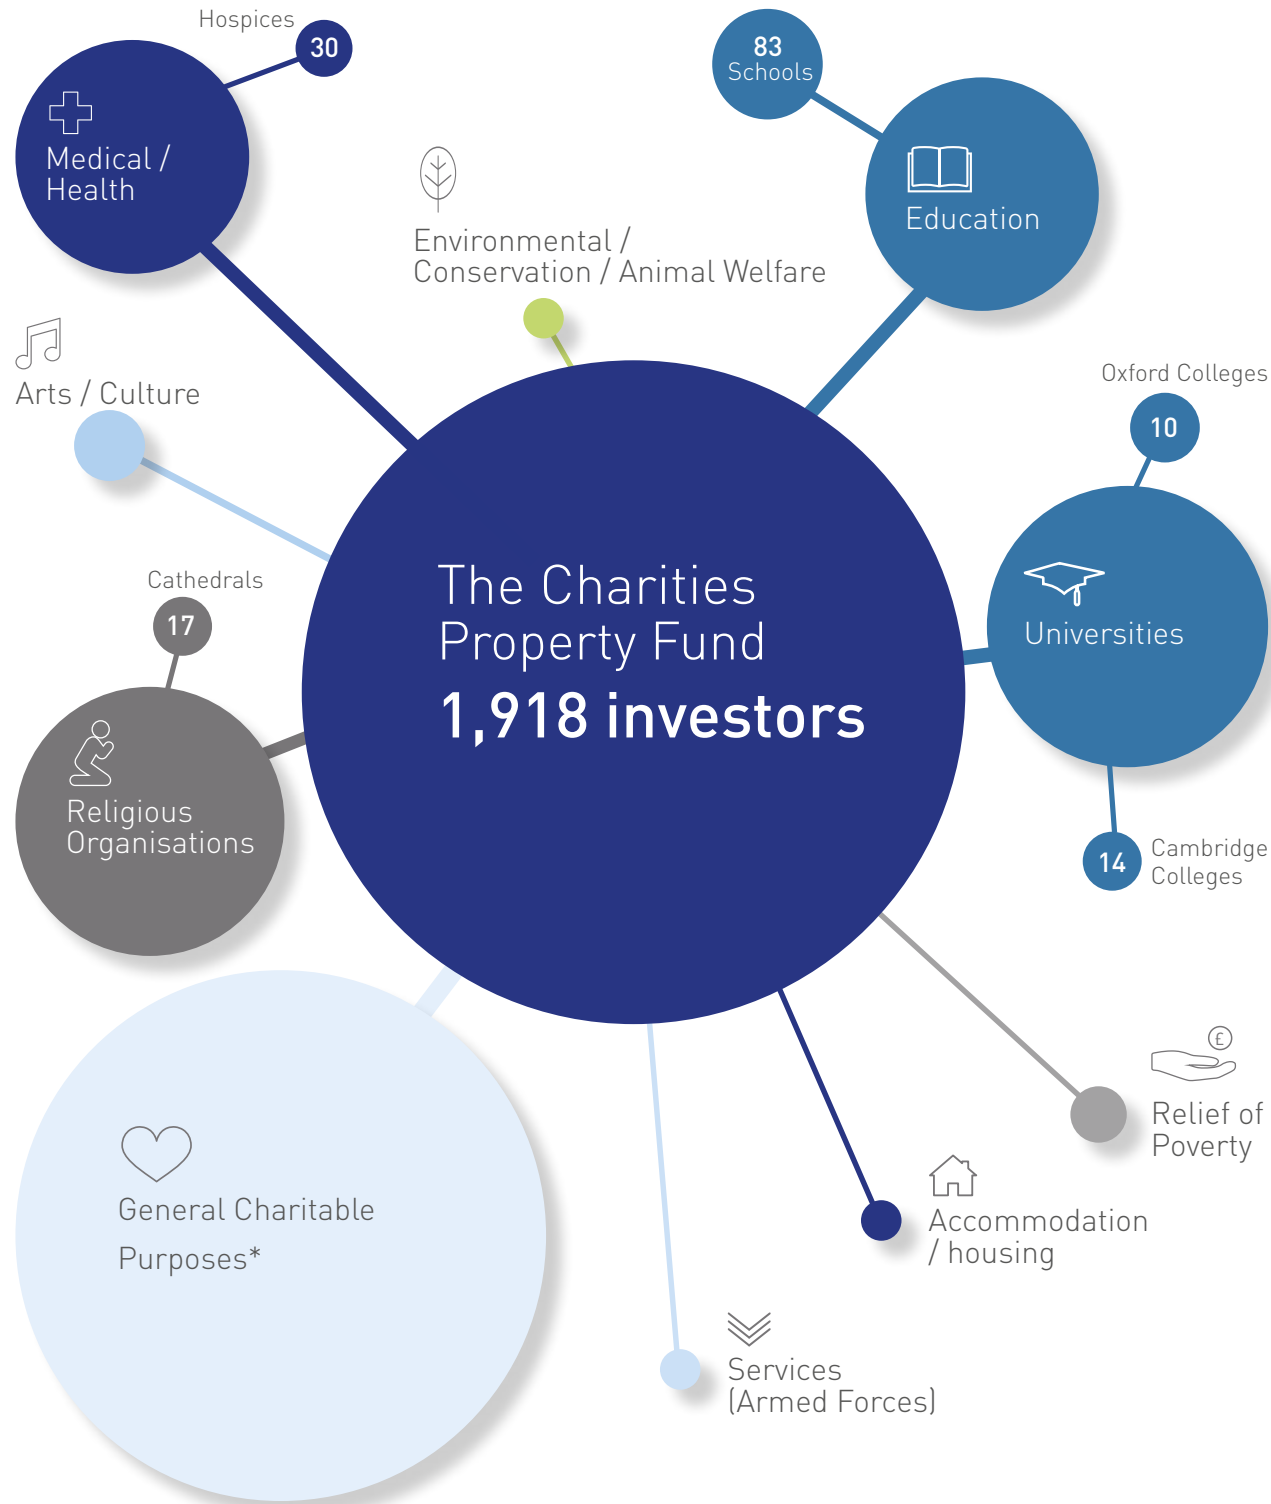 Hospices
30
Medical /
Health
83
Schools
Education
Environmental /
Conservation / Animal Welfare
Arts / Culture
Oxford Colleges
10
Universities
14
Cambridge
Colleges
Cathedrals
17
Religious
Organisations
The Charities
Property Fund
1,918 investors
General Charitable
Purposes*
£
Relief of
Poverty
Accommodation
/ housing
Services
(Armed Forces)